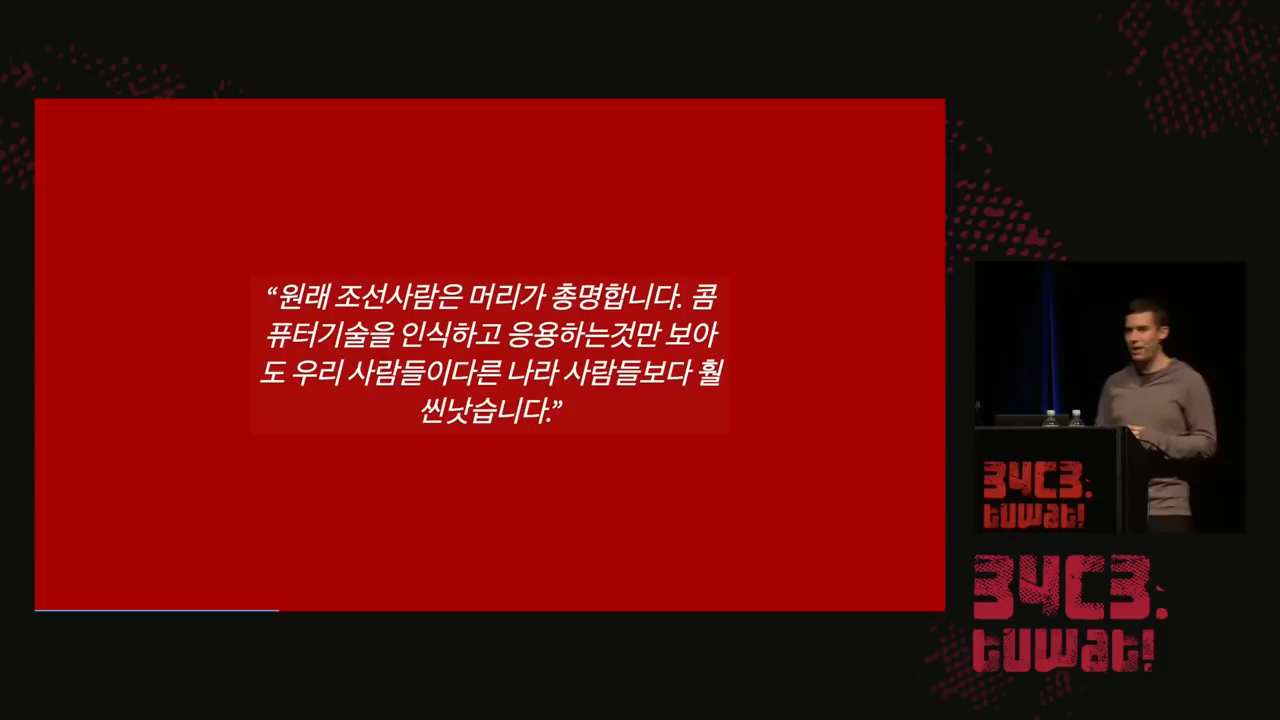 “원래 조선사람은 머리가 총명합니다. 콤
퓨터기술을 인식하고 응용하는것만 보아
도 우리 사람들이다른 나라 사람들보다 훨
씬낫습니다.”
34C3.
tuwat!
34C3.
tuwat!